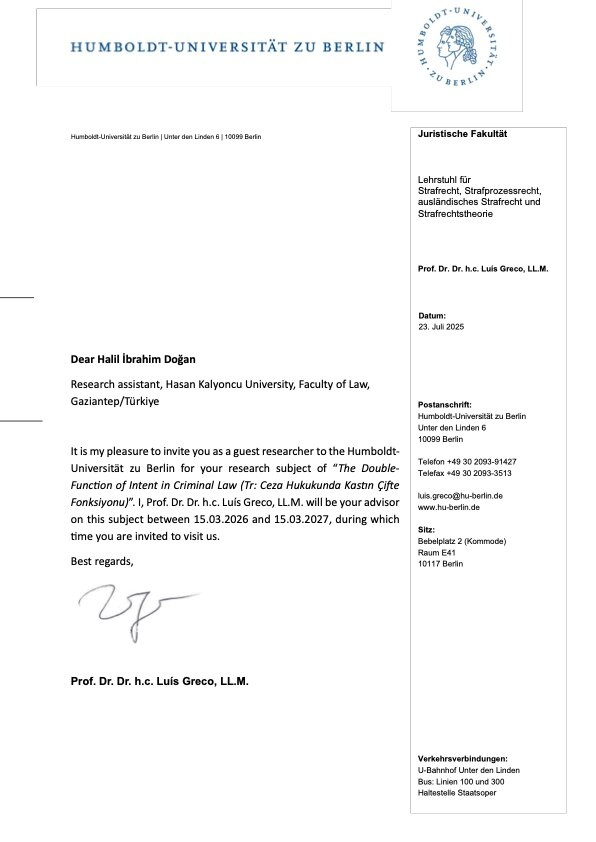 HUMBOLDT-UNIVERSITÄT ZU BERLIN
HUMBOLDT-UNIVERSITÄT
ZU BERLIN
Humboldt-Universität zu Berlin | Unter den Linden 6 | 10099 Berlin
Juristische Fakultät
Lehrstuhl für
Strafrecht, Strafprozessrecht,
ausländisches Strafrecht und
Strafrechtstheorie
Prof. Dr. Dr. h.c. Luís Greco, LL.M.
Datum:
23. Juli 2025
Dear Halil İbrahim Doğan
Research assistant, Hasan Kalyoncu University, Faculty of Law,
Gaziantep/Türkiye
It is my pleasure to invite you as a guest researcher to the Humboldt-
Universität zu Berlin for your research subject of “The Double-
Function of Intent in Criminal Law (Tr: Ceza Hukukunda Kastın Çifte
Fonksiyonu)”. I, Prof. Dr. Dr. h.c. Luís Greco, LL.M. will be your advisor
on this subject between 15.03.2026 and 15.03.2027, during which
time you are invited to visit us.
Best regards,
Prof. Dr. Dr. h.c. Luís Greco, LL.M.
Postanschrift:
Humboldt-Universität zu Berlin
Unter den Linden 6
10099 Berlin
Telefon +49 30 2093-91427
Telefax +49 30 2093-3513
luis.greco@hu-berlin.de
www.hu-berlin.de
Sitz:
Bebelplatz 2 (Kommode)
Raum E41
10117 Berlin
Verkehrsverbindungen:
U-Bahnhof Unter den Linden
Bus: Linien 100 und 300
Haltestelle Staatsoper